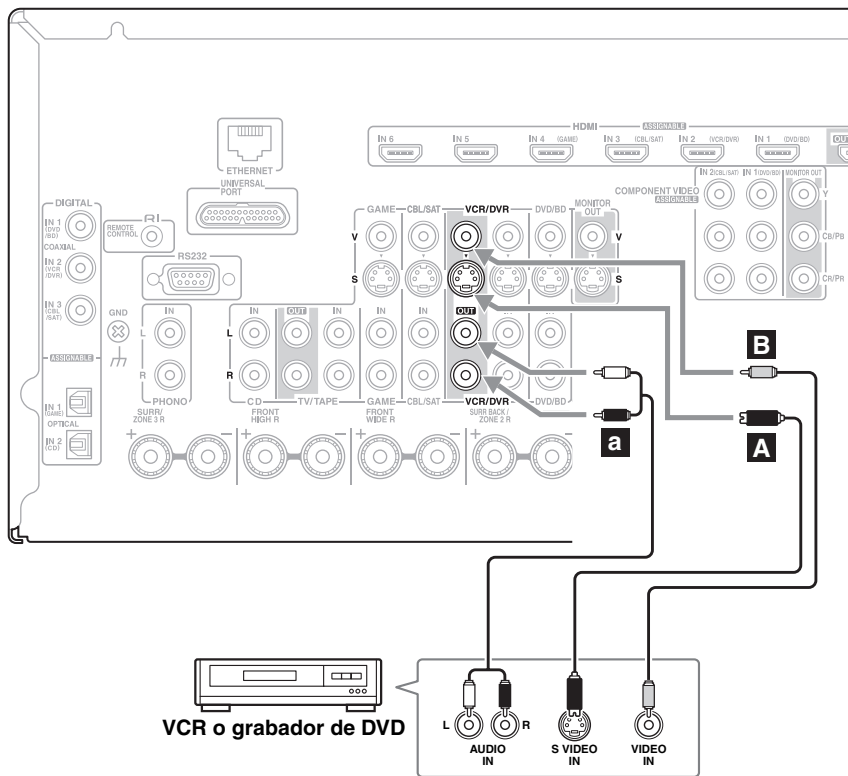 HDMI ASSIGNABLE
IN 6
IN 5
IN 4 (GAME)
IN 3 (CBL/SAT)
IN 2 (VCR/DVR)
IN 1 (DVD/BD)
OUT
ETHERNET
UNIVERSAL
PORT
COMPONENT VIDEO
ASSIGNABLE
IN 2(CBL/SAT)
IN 1(DVD/BD)
MONITOR OUT
Y
CB/PB
CR/PR
DIGITAL
IN 1
(DVD
/BD)
COAXIAL
IN 2
(VCR
/DVR)
IN 3
(CBL
/SAT)
ASSIGNABLE
IN 1
(GAME)
OPTICAL
IN 2
(CD)
RI
REMOTE
CONTROL
RS232
GND
GAME
CBL/SAT
VCR/DVR
DVD/BD
MONITOR
OUT
V
V
S
S
IN
OUT
IN
IN
IN
IN
OUT
IN
L
L
R
R
PHONO
CD
TV/TAPE
GAME
CBL/SAT
VCR/DVR
DVD/BD
SURR/
ZONE 3 R
FRONT
HIGH R
FRONT
WIDE R
SURR BACK/
ZONE 2 R
+ −
+ −
+ −
+ −
B
a
A
VCR o grabador de DVD
L
R
AUDIO
IN
S VIDEO
IN
VIDEO
IN